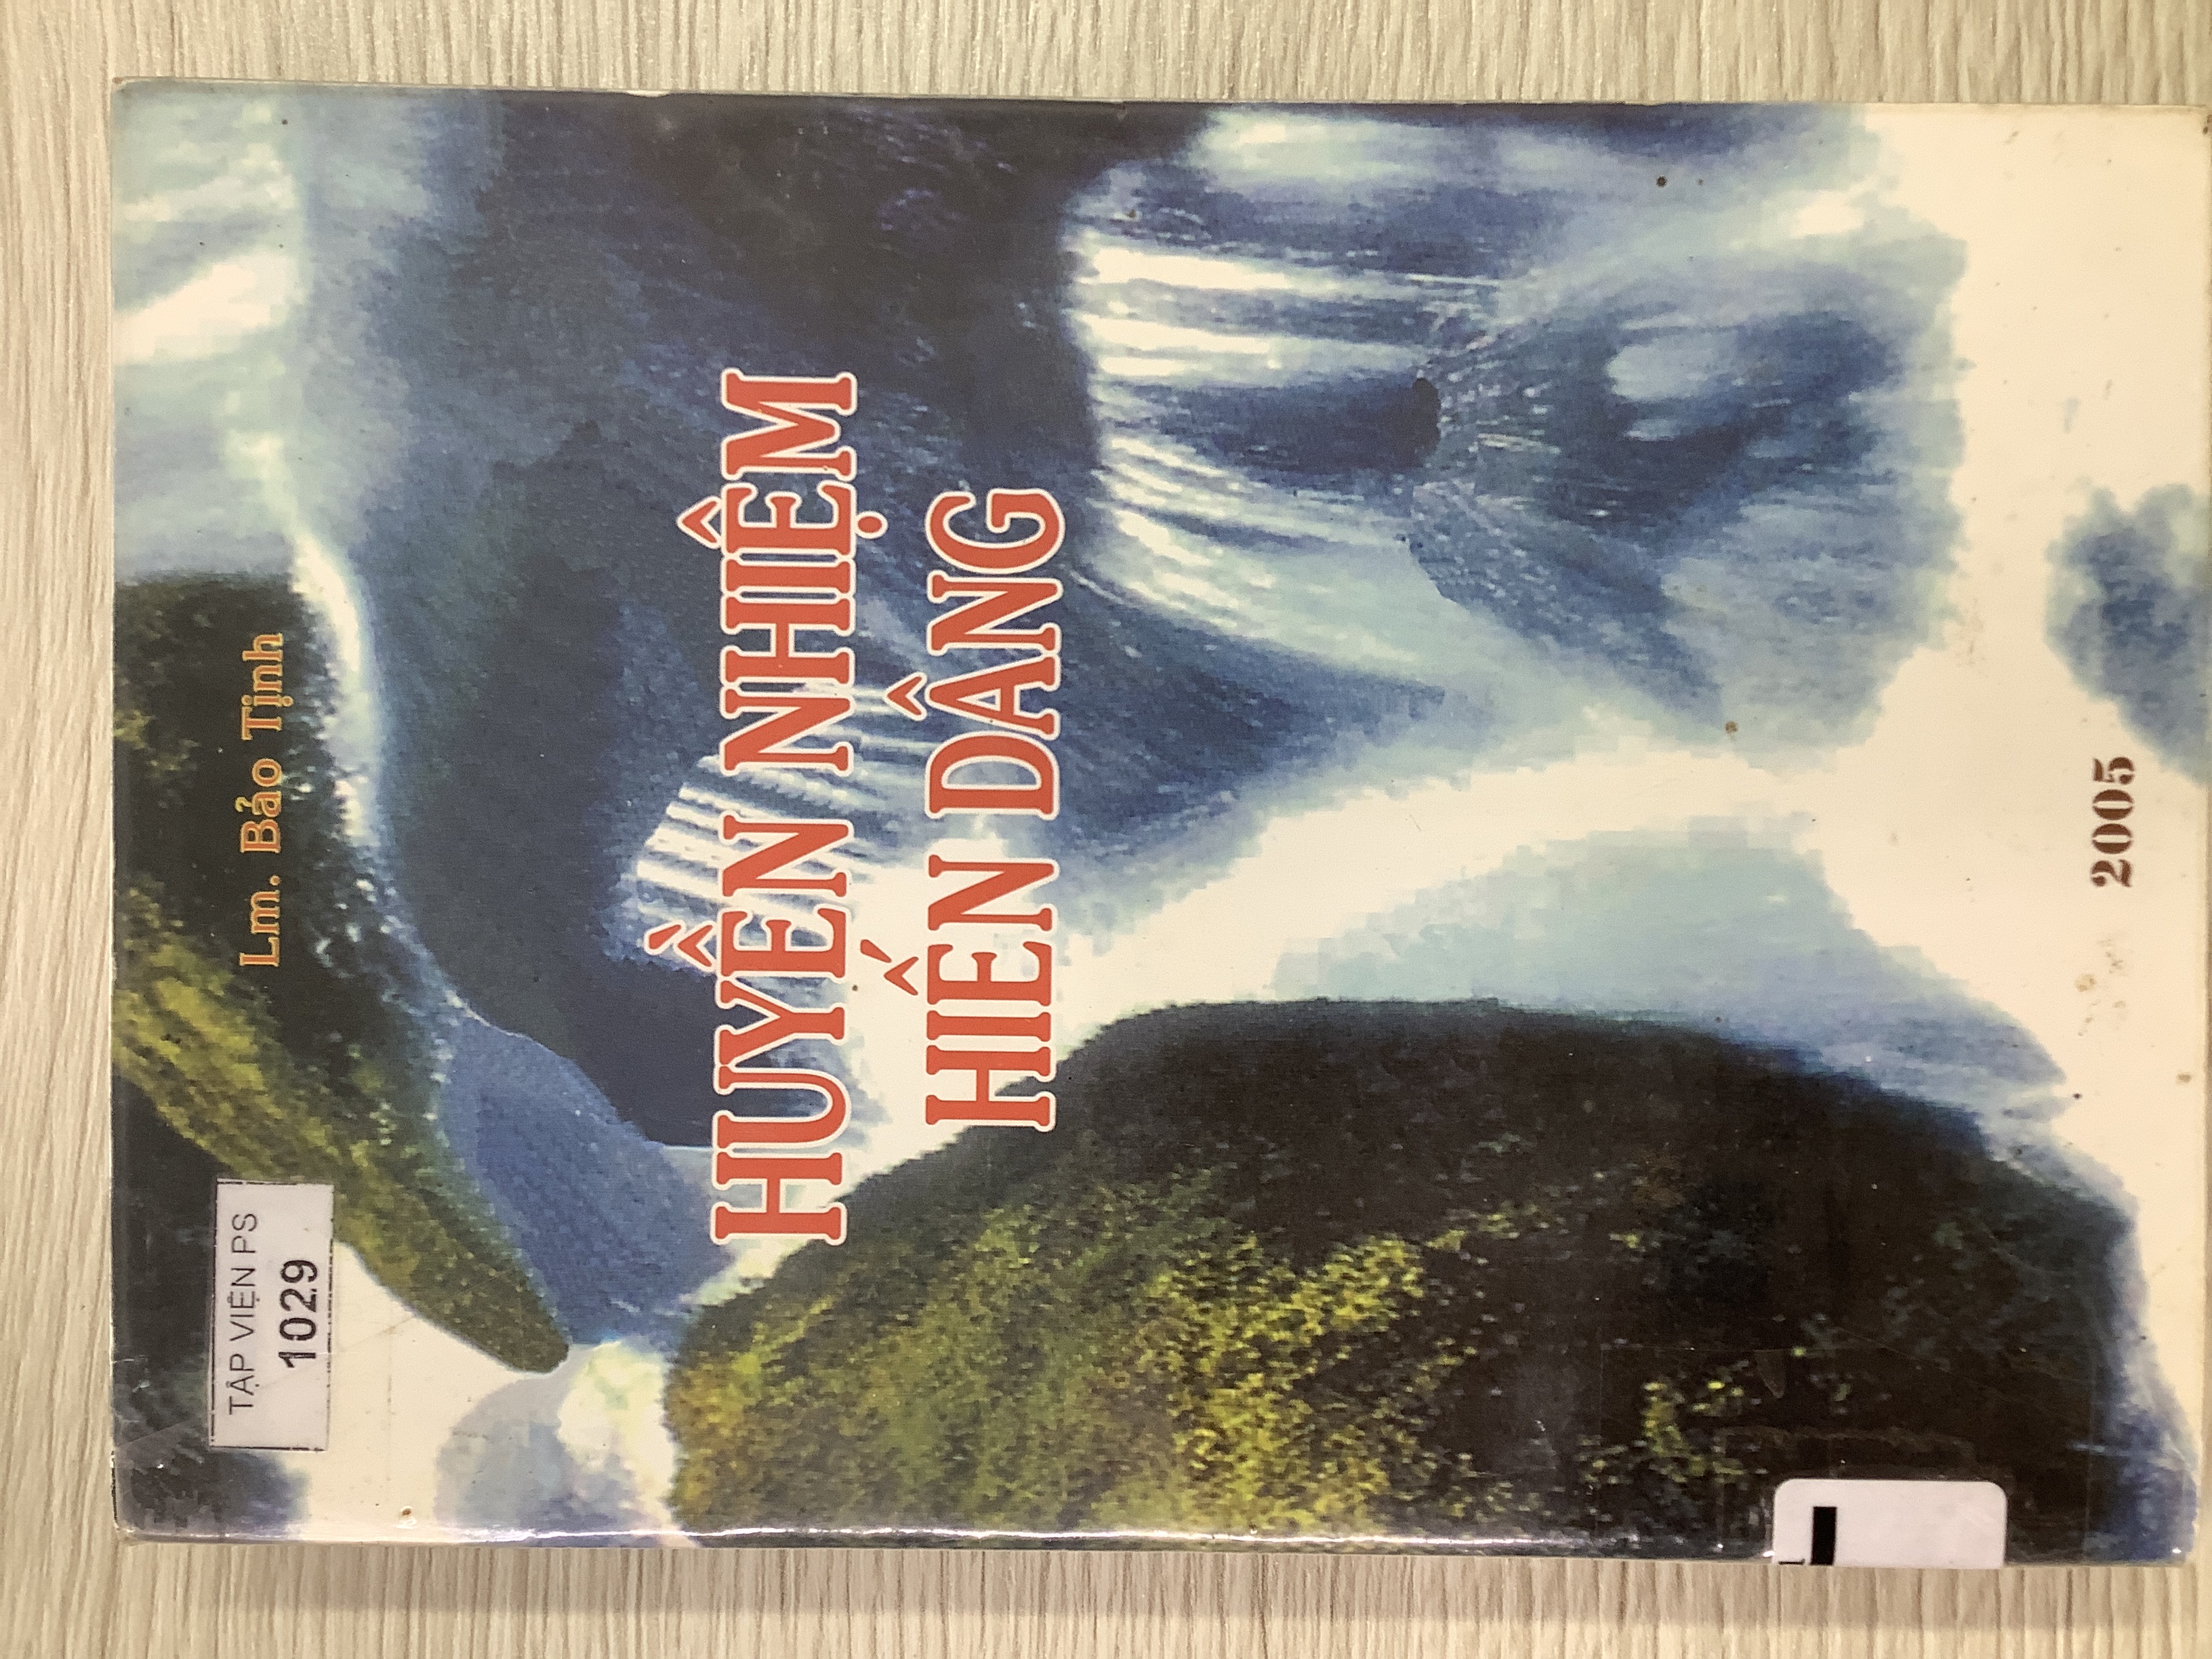 TẬP VIỆN PS
1029
Lm. Bảo Tịnh
HUYỀN NHIỆM
HIẾN DÂNG
2005